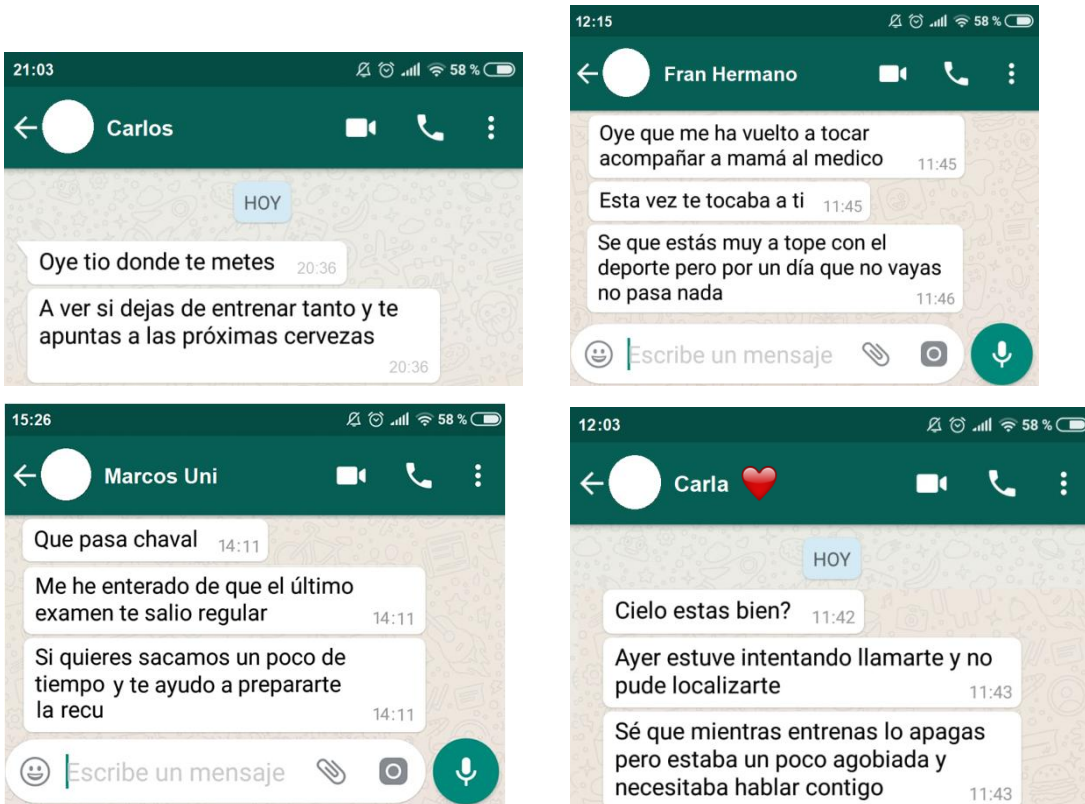 21:03 58 %
Carlos
HOY
Oye tio donde te metes 20:36
A ver si dejas de entrenar tanto y te
apuntas a las próximas cervezas
20:36
12:15 58 %
Fran Hermano
Oye que me ha vuelto a tocar
acompañar a mamá al medico 11:45
Esta vez te tocaba a ti 11:45
Se que estás muy a tope con el
deporte pero por un día que no vayas
no pasa nada 11:46
Escribe un mensaje
15:26 58 %
Marcos Uni
Que pasa chaval 14:11
Me he enterado de que el último
examen te salio regular 14:11
Si quieres sacamos un poco de
tiempo y te ayudo a prepararte
la recu 14:11
Escribe un mensaje
12:03 58 %
Carla
HOY
Cielo estas bien? 11:42
Ayer estuve intentando llamarte y no
pude localizarte 11:43
Sé que mientras entrenas lo apagas
pero estaba un poco agobiada y
necesitaba hablar contigo 11:43